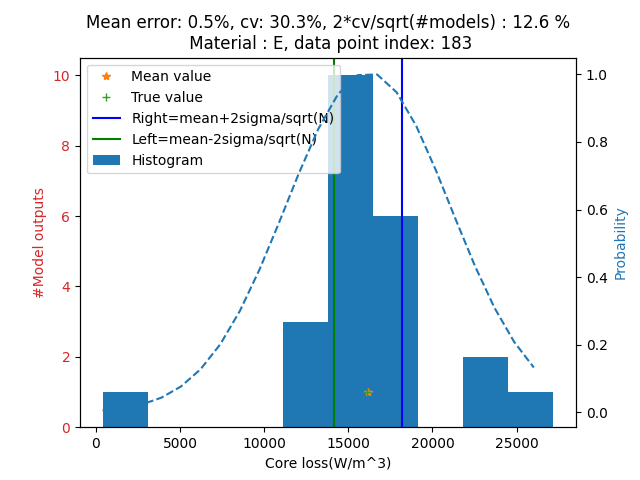 Mean error: 0.5%, cv: 30.3%, 2*cv/sqrt(#models) : 12.6 %
Material : E, data point index: 183
Mean value
True value
Right=mean+2sigma/sqrt(N)
Left=mean-2sigma/sqrt(N)
Histogram
#Model outputs
10
8
6
4
2
0
1.0
0.8
0.6
0.4
0.2
0.0
Probability
0 5000 10000 15000 20000 25000
Core loss(W/m^3)